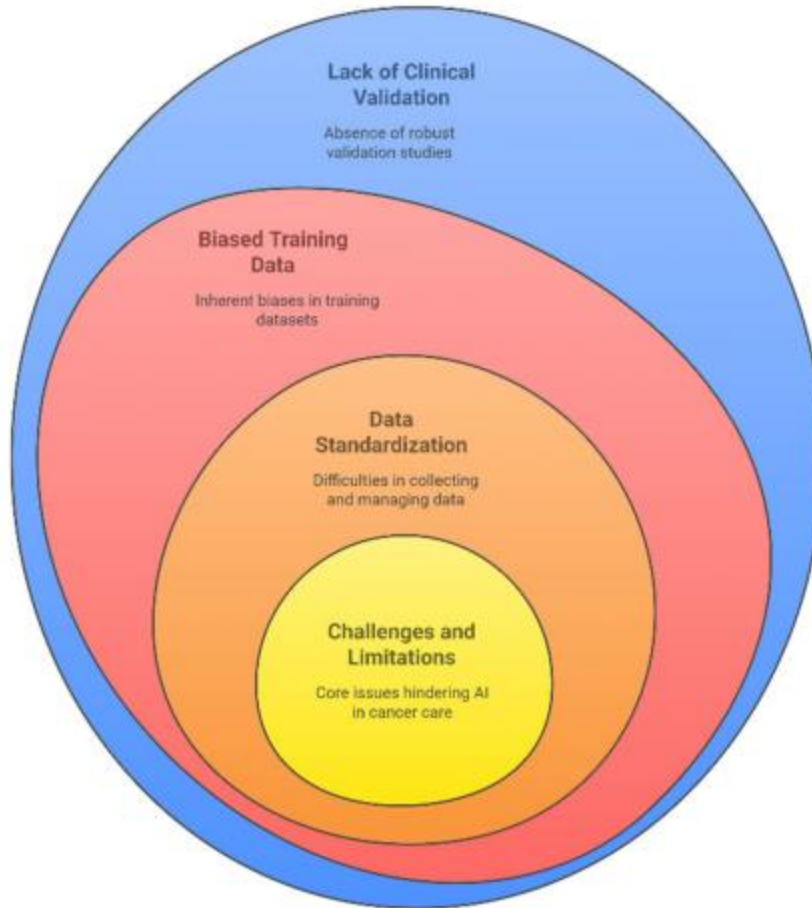 Lack of Clinical
Validation
Absence of robust
validation studies
Biased Training
Data
Inherent biases in training
datasets
Data
Standardization
Difficulties in collecting
and managing data
Challenges and
Limitations
Core issues hindering AI
in cancer care